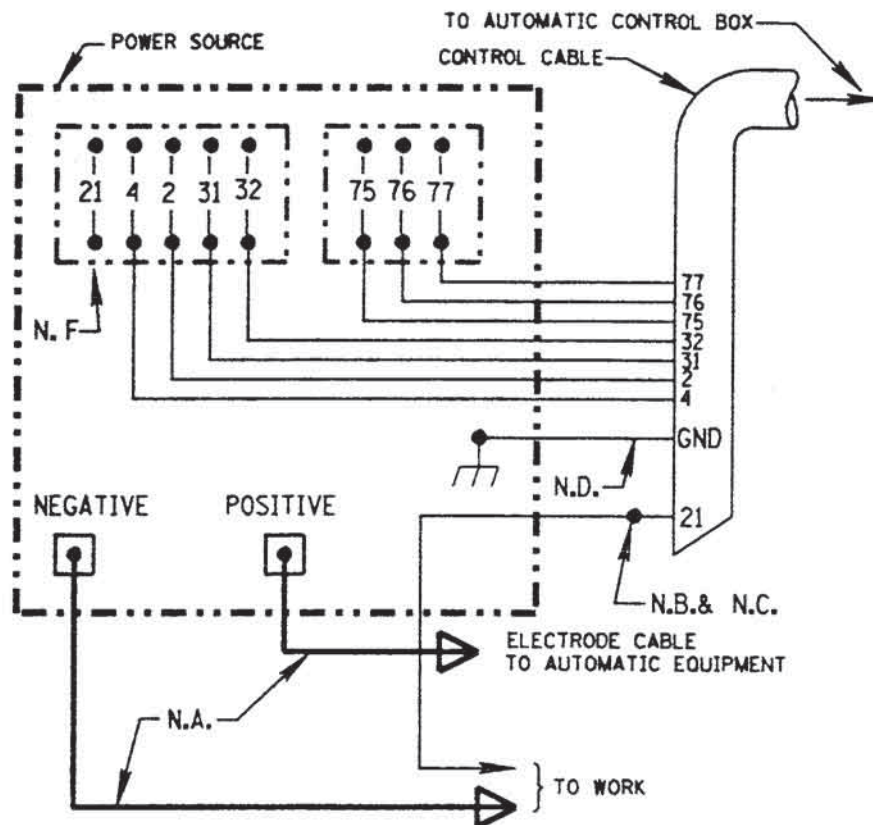 TO AUTOMATIC CONTROL BOX
POWER SOURCE
CONTROL CABLE
21 4 2 31 32 75 76 77
77
76
75
N.F
32
31
2
4
GND
N.D.
NEGATIVE POSITIVE
21
N.B.& N.C.
ELECTRODE CABLE
TO AUTOMATIC EQUIPMENT
N.A.
TO WORK